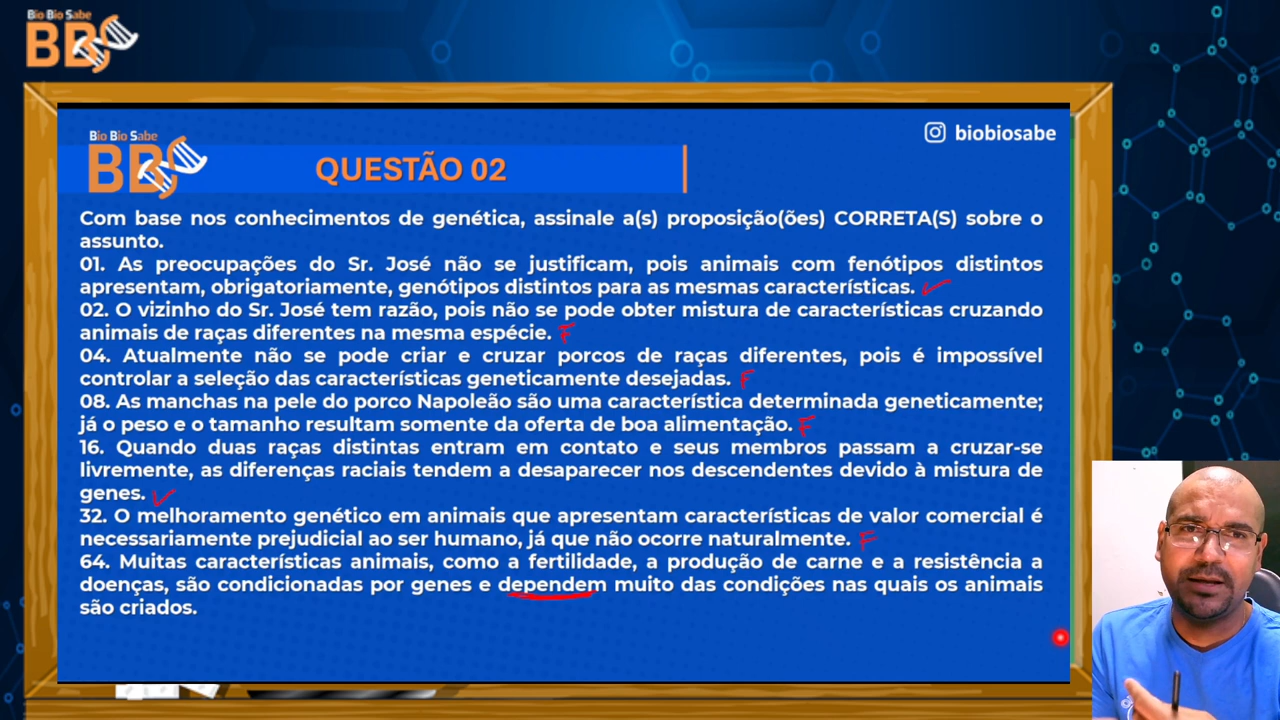 Bio Bio Sabe
BBS
Bio Bio Sabe
BBS
biobiosabe
QUESTÃO 02
Com base nos conhecimentos de genética, assinale a(s) proposição(ões) CORRETA(S) sobre o
assunto.
01. As preocupações do Sr. José não se justificam, pois animais com fenótipos distintos
apresentam, obrigatoriamente, genótipos distintos para as mesmas características.
02. O vizinho do Sr. José tem razão, pois não se pode obter mistura de características cruzando
animais de raças diferentes na mesma espécie. F
04. Atualmente não se pode criar e cruzar porcos de raças diferentes, pois é impossível
controlar a seleção das características geneticamente desejadas. F
08. As manchas na pele do porco Napoleão são uma característica determinada geneticamente;
já o peso e o tamanho resultam somente da oferta de boa alimentação. F
16. Quando duas raças distintas entram em contato e seus membros passam a cruzar-se
livremente, as diferenças raciais tendem a desaparecer nos descendentes devido à mistura de
genes.
32. O melhoramento genético em animais que apresentam características de valor comercial é
necessariamente prejudicial ao ser humano, já que não ocorre naturalmente. F
64. Muitas características animais, como a fertilidade, a produção de carne e a resistência a
doenças, são condicionadas por genes e dependem muito das condições nas quais os animais
são criados.